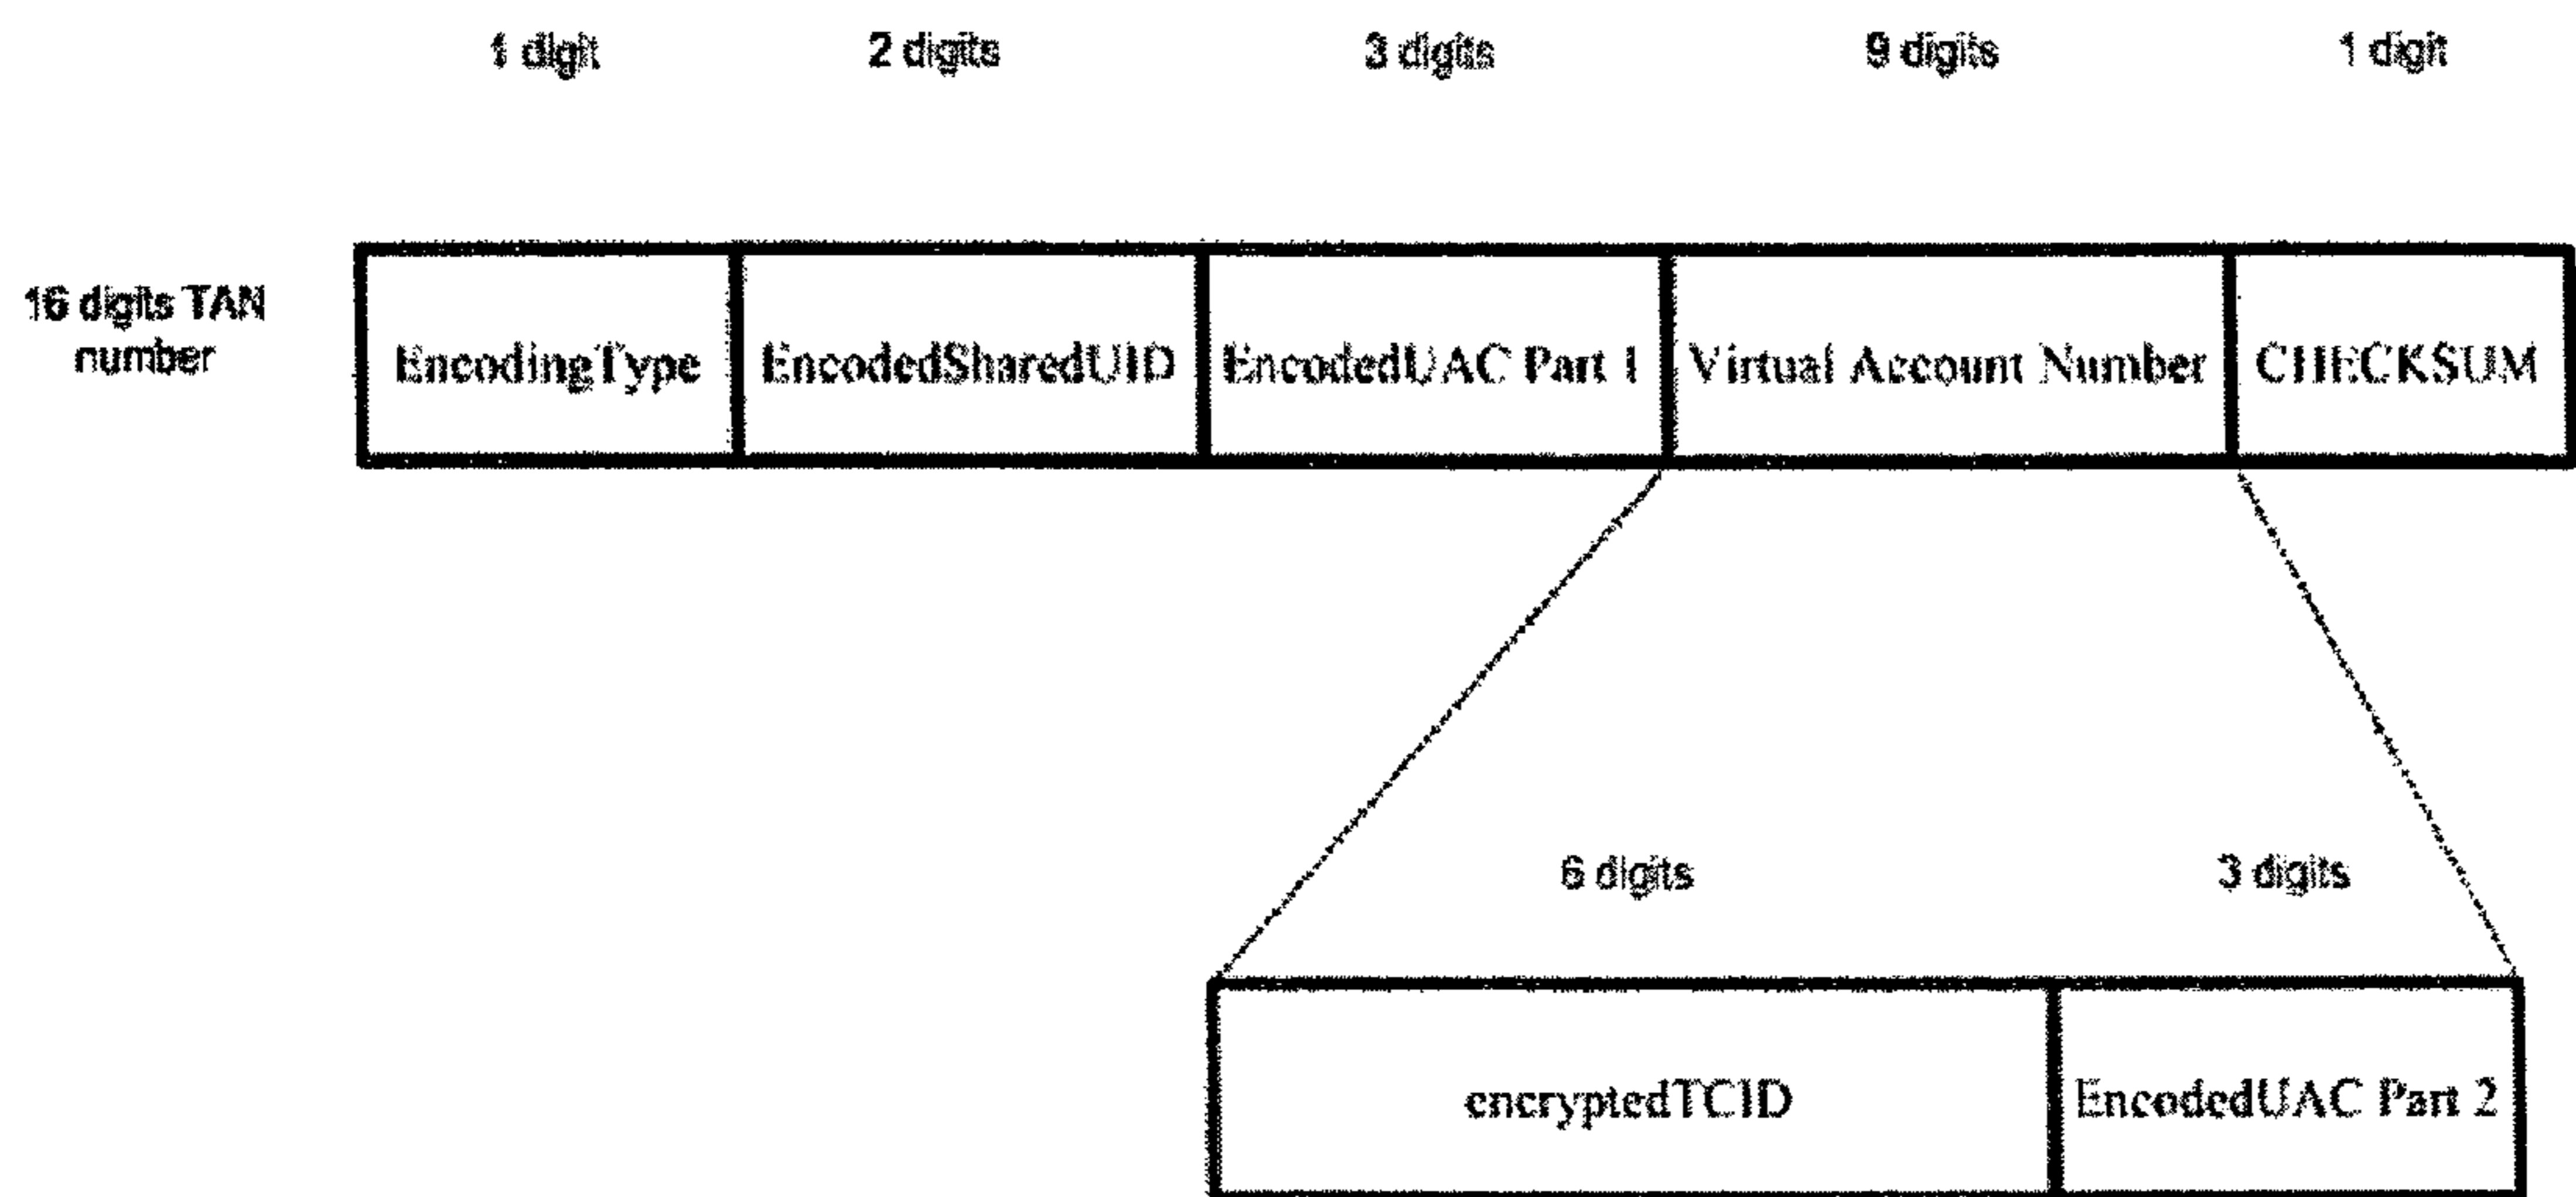 1 digit
2 digits
3 digits
9 digits
1 digit
16 digits TAN
number
EncodingType
EncodedSharedUID
EncodedUAC Part 1
Virtual Account Number
CHECKSUM
6 digits
3 digits
encryptedTCID
EncodedUAC Part 2